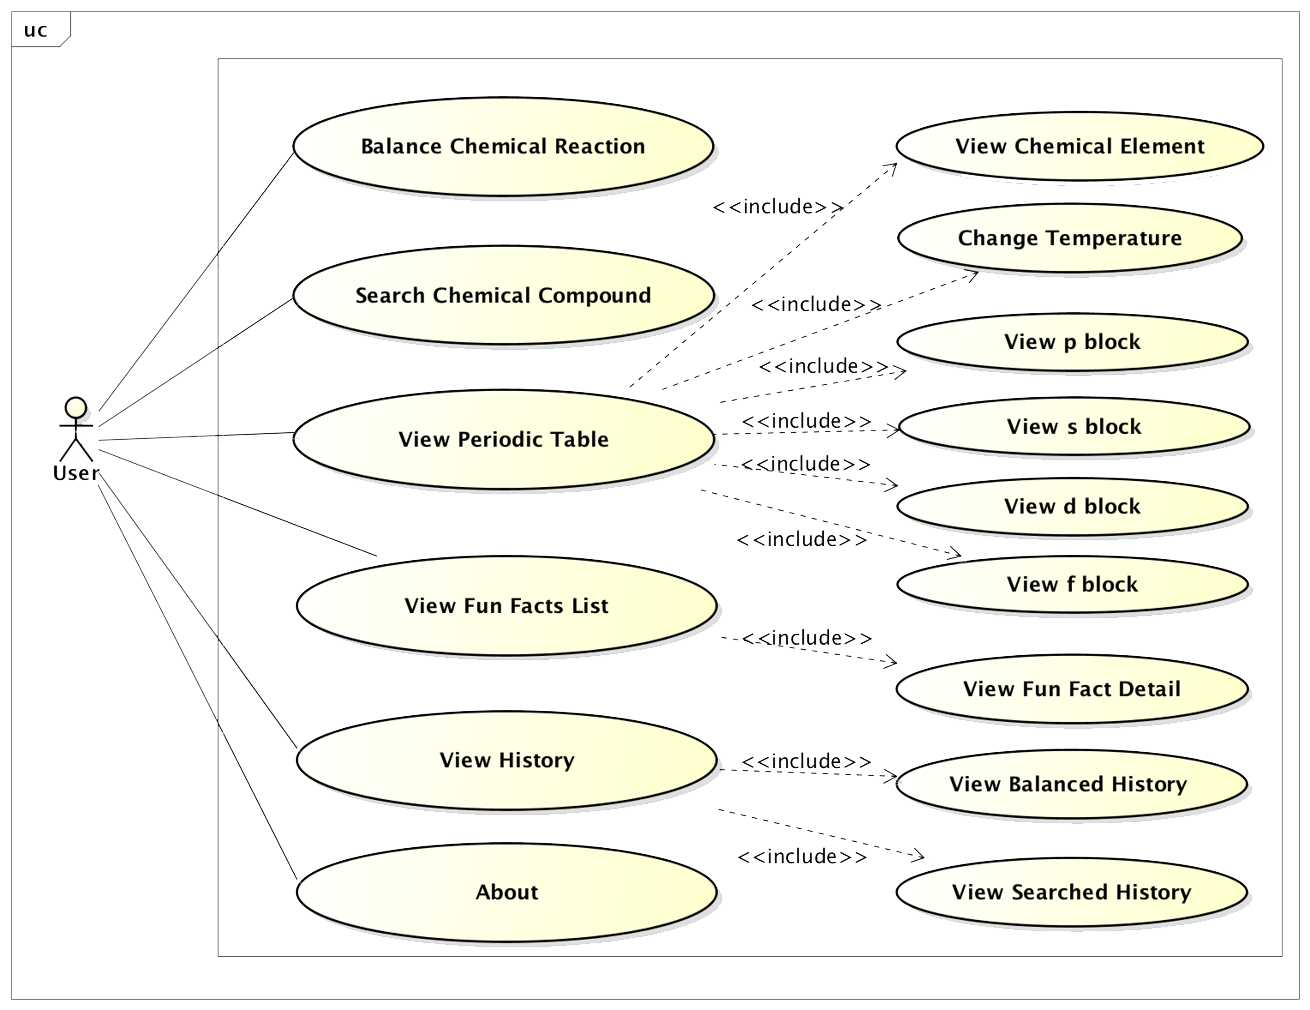 uc
Balance Chemical Reaction
View Chemical Element
<<include>>
Change Temperature
Search Chemical Compound
<<include>>
View p block
<<include>>
User
View Periodic Table
<<include>>
View s block
<<include>>
View d block
<<include>>
View f block
View Fun Facts List
<<include>>
View Fun Fact Detail
View History
<<include>>
View Balanced History
<<include>>
About
View Searched History